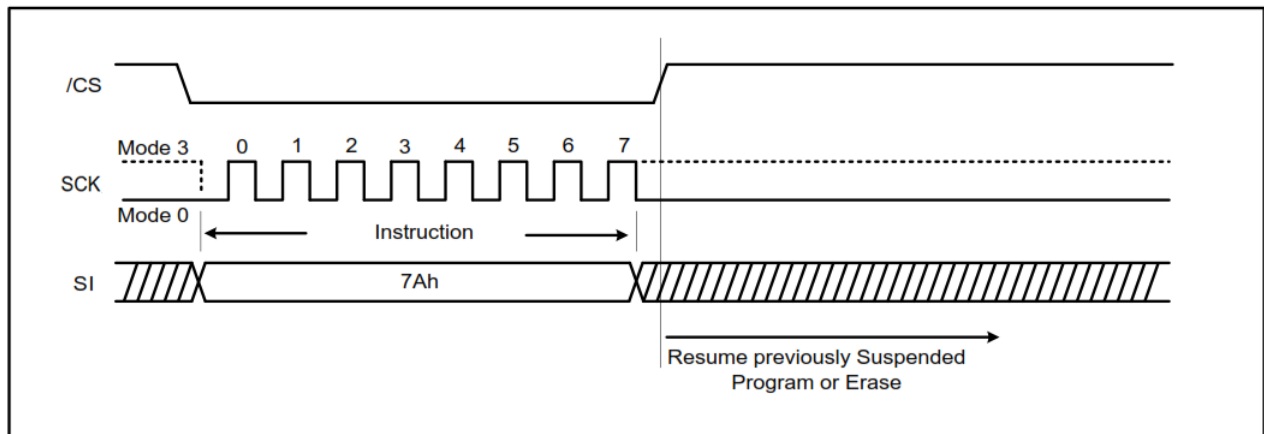 /CS
Mode 3
0 1 2 3 4 5 6 7
SCK
Mode 0
Instruction
SI
7Ah
Resume previously Suspended
Program or Erase